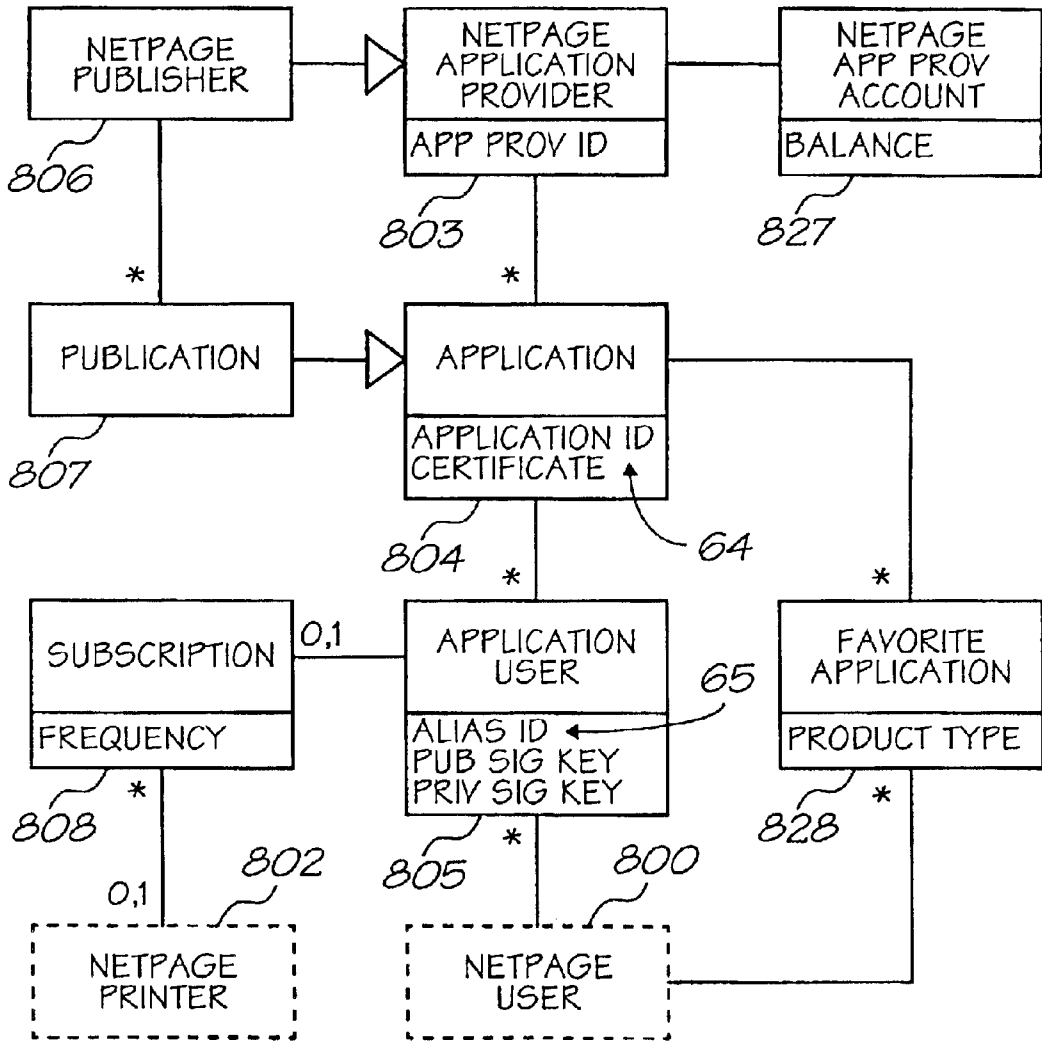 NETPAGE
PUBLISHER
806
NETPAGE
APPLICATION
PROVIDER
APP PROV ID
803
NETPAGE
APP PROV
ACCOUNT
BALANCE
827
*
*
PUBLICATION
807
APPLICATION
APPLICATION ID
CERTIFICATE
804
64
*
*
SUBSCRIPTION
FREQUENCY
808
0,1
APPLICATION
USER
ALIAS ID
PUB SIG KEY
PRIV SIG KEY
805
65
FAVORITE
APPLICATION
PRODUCT TYPE
828
*
*
*
0,1
802
800
NETPAGE
PRINTER
NETPAGE
USER